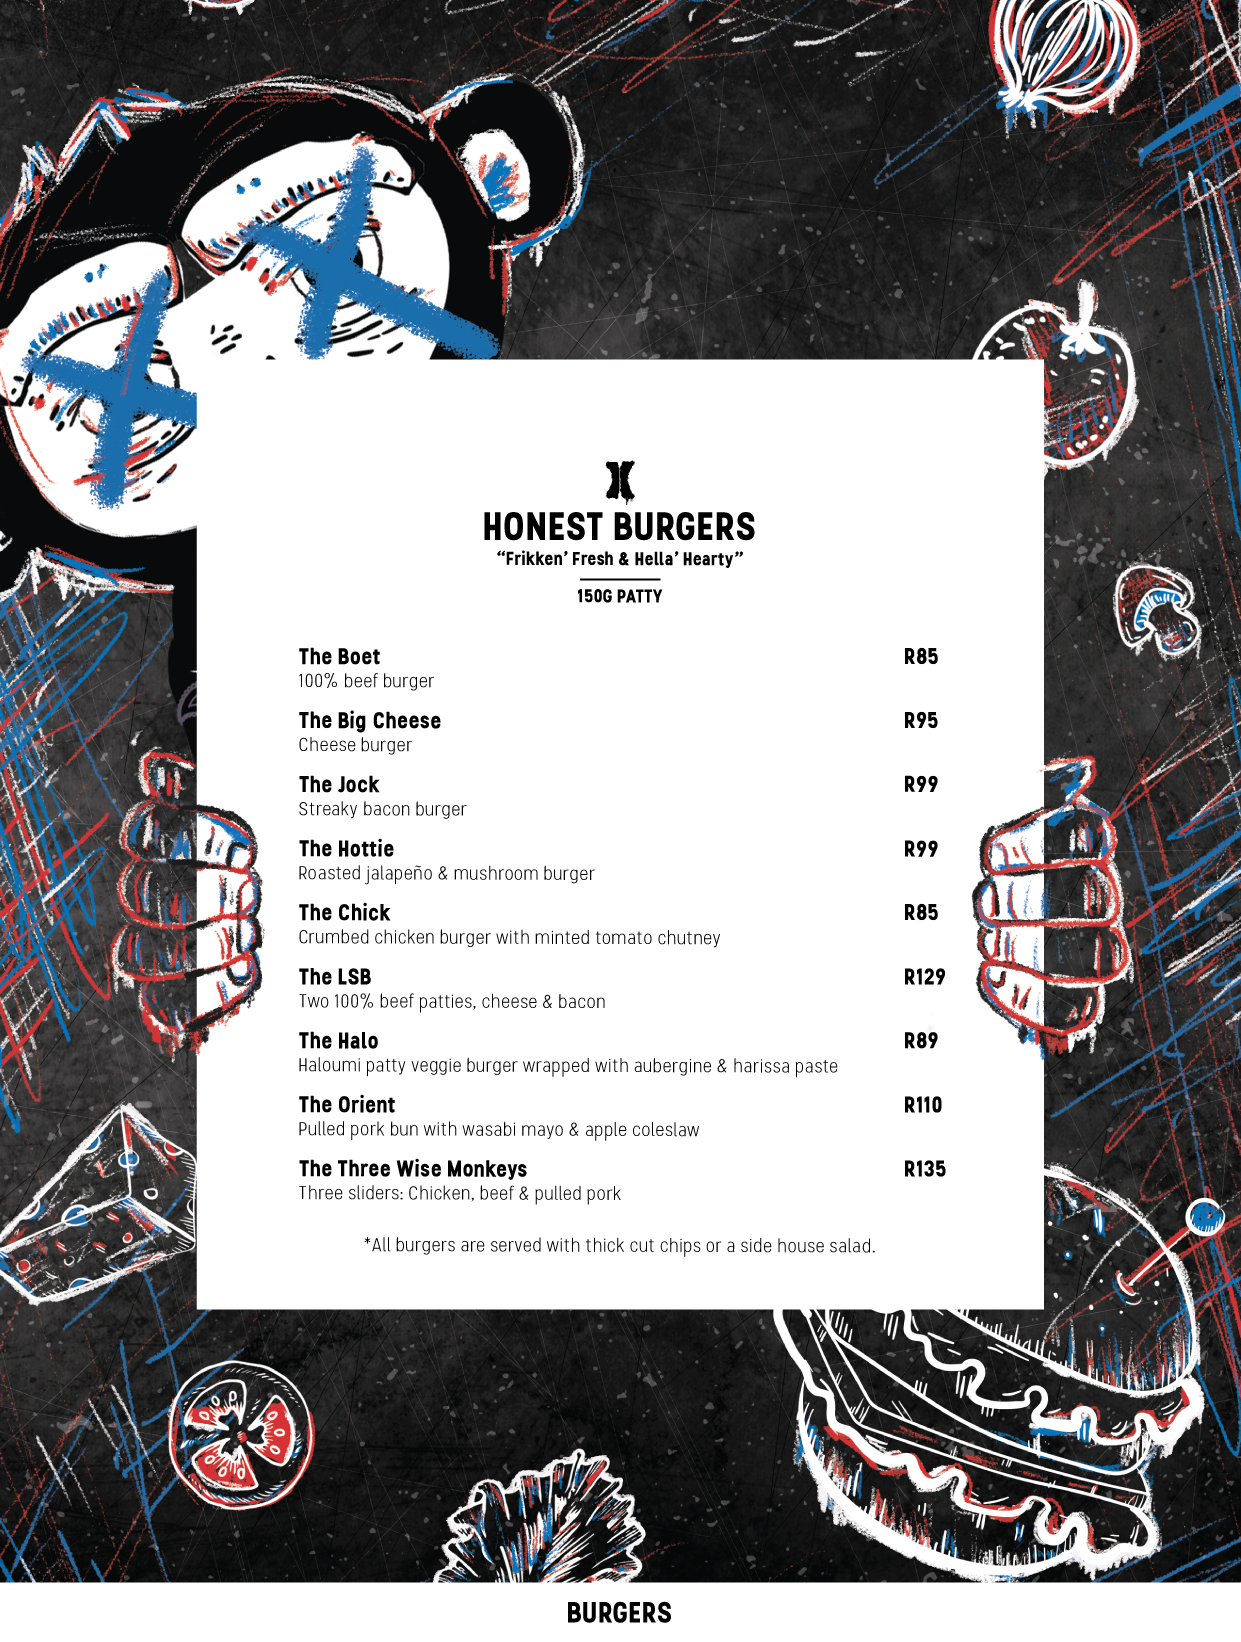 HONEST BURGERS
“Frikken’ Fresh & Hella’ Hearty”
150G PATTY
The Boet R85
100% beef burger
The Big Cheese R95
Cheese burger
The Jock R99
Streaky bacon burger
The Hottie R99
Roasted jalapeño & mushroom burger
The Chick R85
Crumbed chicken burger with minted tomato chutney
The LSB R129
Two 100% beef patties, cheese & bacon
The Halo R89
Haloumi patty veggie burger wrapped with aubergine & harissa paste
The Orient R110
Pulled pork bun with wasabi mayo & apple coleslaw
The Three Wise Monkeys R135
Three sliders: Chicken, beef & pulled pork
*All burgers are served with thick cut chips or a side house salad.
BURGERS